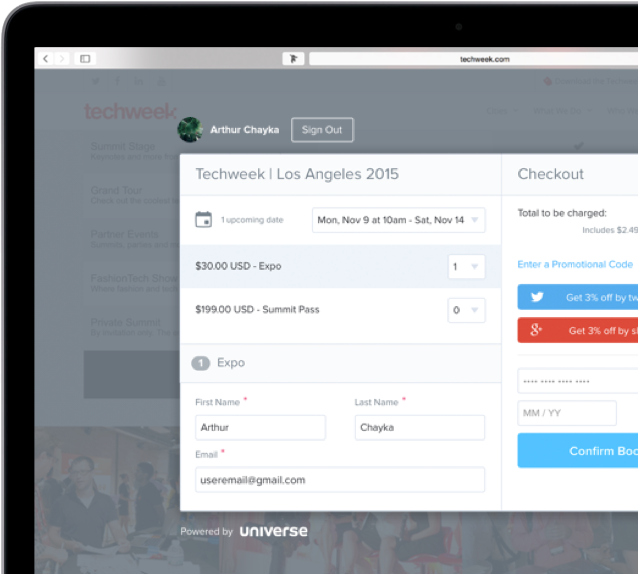 techweek.com
techweek
Arthur Chayka
Sign Out
Summit Stage
Grand Tour
Partner Events
FashionTech Show
Private Summit
Techweek | Los Angeles 2015
1 upcoming date
Mon, Nov 9 at 10am - Sat, Nov 14
$30.00 USD - Expo
1
$199.00 USD - Summit Pass
0
1 Expo
First Name *
Last Name *
Arthur
Chayka
Email *
useremail@gmail.com
Powered by universe
Checkout
Total to be charged:
Includes $2.49
Enter a Promotional Code
Get 3% off by tw
Get 3% off by s
MM / YY
Confirm Boo